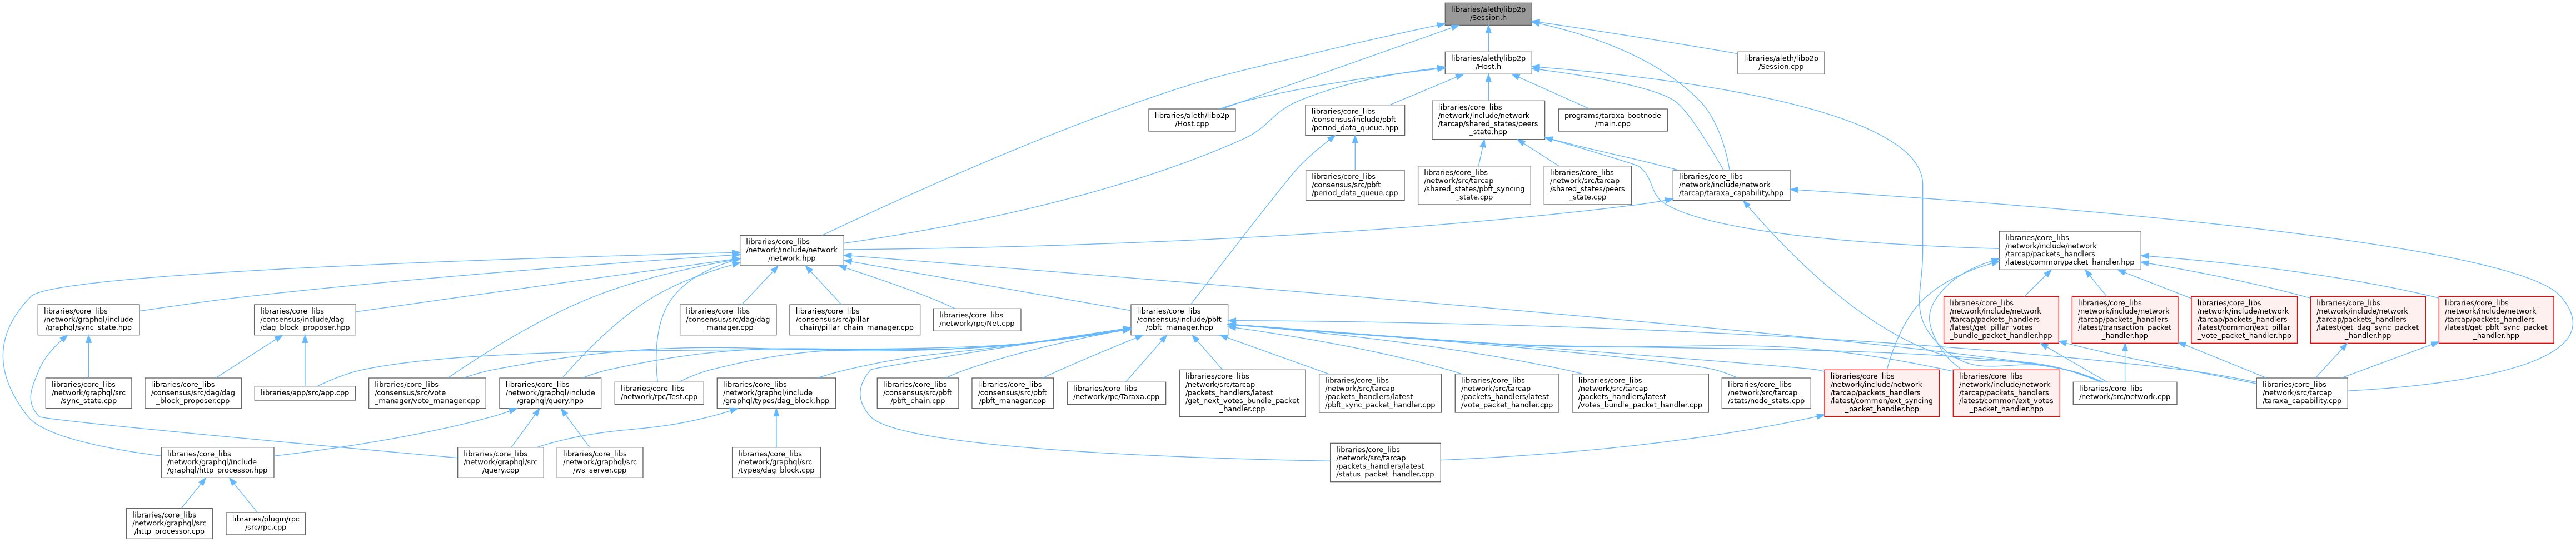 libraries/aleth/libp2p
/Session.h
libraries/aleth/libp2p
/Host.h
libraries/aleth/libp2p
/Session.cpp
libraries/aleth/libp2p
/Host.cpp
libraries/core_libs
/consensus/include/pbft
/period_data_queue.hpp
libraries/core_libs
/network/include/network
/tarcap/shared_states/peers
_state.hpp
programs/taraxa-bootnode
/main.cpp
libraries/core_libs
/consensus/src/pbft
/period_data_queue.cpp
libraries/core_libs
/network/src/tarcap
/shared_states/pbft_syncing
_state.cpp
libraries/core_libs
/network/src/tarcap
/shared_states/peers
_state.cpp
libraries/core_libs
/network/include/network
/tarcap/taraxa_capability.hpp
libraries/core_libs
/network/include/network
/network.hpp
libraries/core_libs
/network/include/network
/tarcap/packets_handlers
/latest/common/packet_handler.hpp
libraries/core_libs
/network/graphql/include
/graphql/sync_state.hpp
libraries/core_libs
/consensus/include/dag
/dag_block_proposer.hpp
libraries/core_libs
/consensus/src/dag/dag
_manager.cpp
libraries/core_libs
/consensus/src/pillar
_chain/pillar_chain_manager.cpp
libraries/core_libs
/network/rpc/Net.cpp
libraries/core_libs
/consensus/include/pbft
/pbft_manager.hpp
libraries/core_libs
/network/include/network
/tarcap/packets_handlers
/latest/get_pillar_votes
_bundle_packet_handler.hpp
libraries/core_libs
/network/include/network
/tarcap/packets_handlers
/latest/transaction_packet
_handler.hpp
libraries/core_libs
/network/include/network
/tarcap/packets_handlers
/latest/common/ext_pillar
_vote_packet_handler.hpp
libraries/core_libs
/network/include/network
/tarcap/packets_handlers
/latest/get_dag_sync_packet
_handler.hpp
libraries/core_libs
/network/include/network
/tarcap/packets_handlers
/latest/get_pbft_sync_packet
_handler.hpp
libraries/core_libs
/network/graphql/src
/sync_state.cpp
libraries/core_libs
/consensus/src/dag/dag
_block_proposer.cpp
libraries/app/src/app.cpp
libraries/core_libs
/consensus/src/vote
_manager/vote_manager.cpp
libraries/core_libs
/network/graphql/include
/graphql/query.hpp
libraries/core_libs
/network/rpc/Test.cpp
libraries/core_libs
/network/graphql/include
/graphql/types/dag_block.hpp
libraries/core_libs
/consensus/src/pbft
/pbft_chain.cpp
libraries/core_libs
/consensus/src/pbft
/pbft_manager.cpp
libraries/core_libs
/network/rpc/Taraxa.cpp
libraries/core_libs
/network/src/tarcap
/packets_handlers/latest
/get_next_votes_bundle_packet
_handler.cpp
libraries/core_libs
/network/src/tarcap
/packets_handlers/latest
/pbft_sync_packet_handler.cpp
libraries/core_libs
/network/src/tarcap
/packets_handlers/latest
/vote_packet_handler.cpp
libraries/core_libs
/network/src/tarcap
/packets_handlers/latest
/votes_bundle_packet_handler.cpp
libraries/core_libs
/network/src/tarcap
/stats/node_stats.cpp
libraries/core_libs
/network/include/network
/tarcap/packets_handlers
/latest/common/ext_syncing
_packet_handler.hpp
libraries/core_libs
/network/include/network
/tarcap/packets_handlers
/latest/common/ext_votes
_packet_handler.hpp
libraries/core_libs
/network/src/network.cpp
libraries/core_libs
/network/src/tarcap
/taraxa_capability.cpp
libraries/core_libs
/network/graphql/include
/graphql/http_processor.hpp
libraries/core_libs
/network/graphql/src
/query.cpp
libraries/core_libs
/network/graphql/src
/ws_server.cpp
libraries/core_libs
/network/graphql/src
/types/dag_block.cpp
libraries/core_libs
/network/src/tarcap
/packets_handlers/latest
/status_packet_handler.cpp
libraries/core_libs
/network/graphql/src
/http_processor.cpp
libraries/plugin/rpc
/src/rpc.cpp